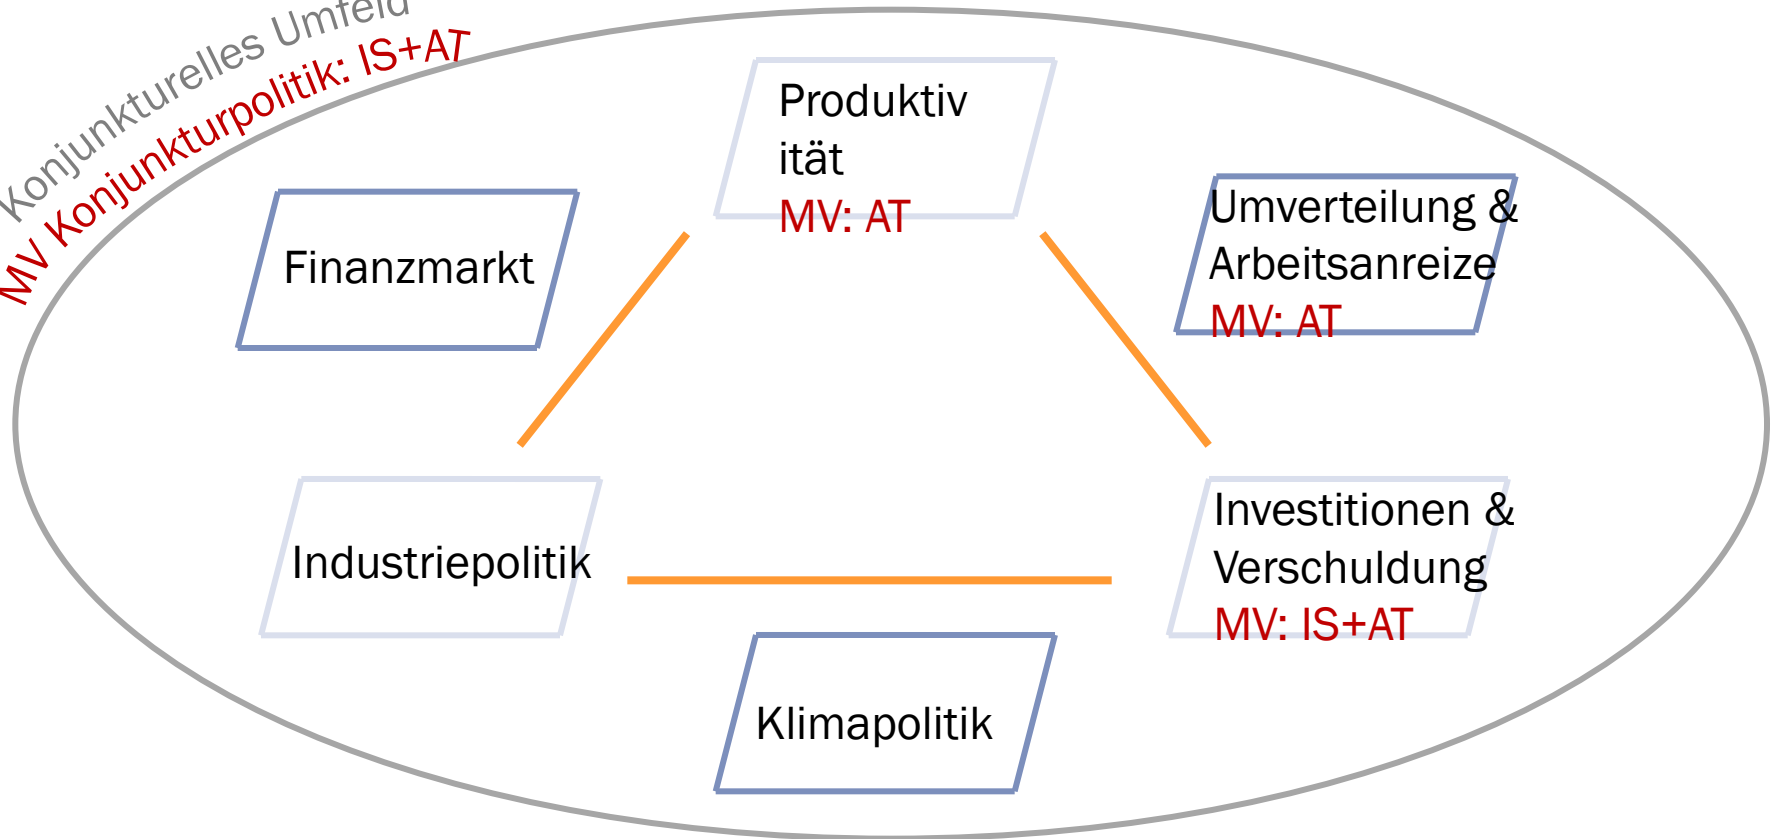 Konjunkturelles Umfeld
MV Konjunkturpolitik: IS+AT
Produktiv
ität
MV: AT
Finanzmarkt
Umverteilung &
Arbeitsanreize
MV: AT
Industriepolitik
Investitionen &
Verschuldung
MV: IS+AT
Klimapolitik